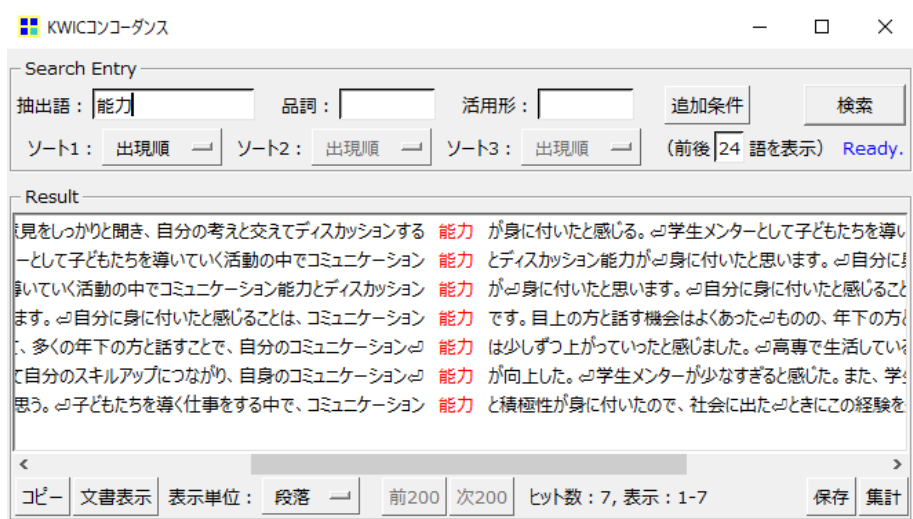 KWICコンコーダンス
Search Entry
抽出語： 能力 品詞： 活用形： 追加条件 検索
ソート1： 出現順 ソート2： 出現順 ソート3： 出現順 (前後 24 語を表示) Ready.
Result
見をしっかりと聞き、自分の考えと交えてディスカッションする 能力 が身に付いたと感じる。⏎学生メンターとして子どもたちを導い
ーとして子どもたちを導いていく活動の中でコミュニケーション 能力 とディスカッション能力が⏎身に付いたと思います。⏎自分に
いていく活動の中でコミュニケーション能力とディスカッション 能力 が⏎身に付いたと思います。⏎自分に身に付いたと感じること
ます。⏎自分に身に付いたと感じることは、コミュニケーション 能力 です。目上の方と話す機会はよくあった⏎ものの、年下の方
、多くの年下の方と話すことで、自分のコミュニケーション⏎ 能力 は少しずつ上がっていったと感じました。⏎高専で生活してい
て自分のスキルアップにつながり、自身のコミュニケーション⏎ 能力 が向上した。⏎学生メンターが少なすぎると感じた。また、学
思う。⏎子どもたちを導く仕事をする中で、コミュニケーション 能力 と積極性が身に付いたので、社会に出た⏎ときにこの経験を
コピー 文書表示 表示単位： 段落 前200 次200 ヒット数：7, 表示：1-7 保存 集計